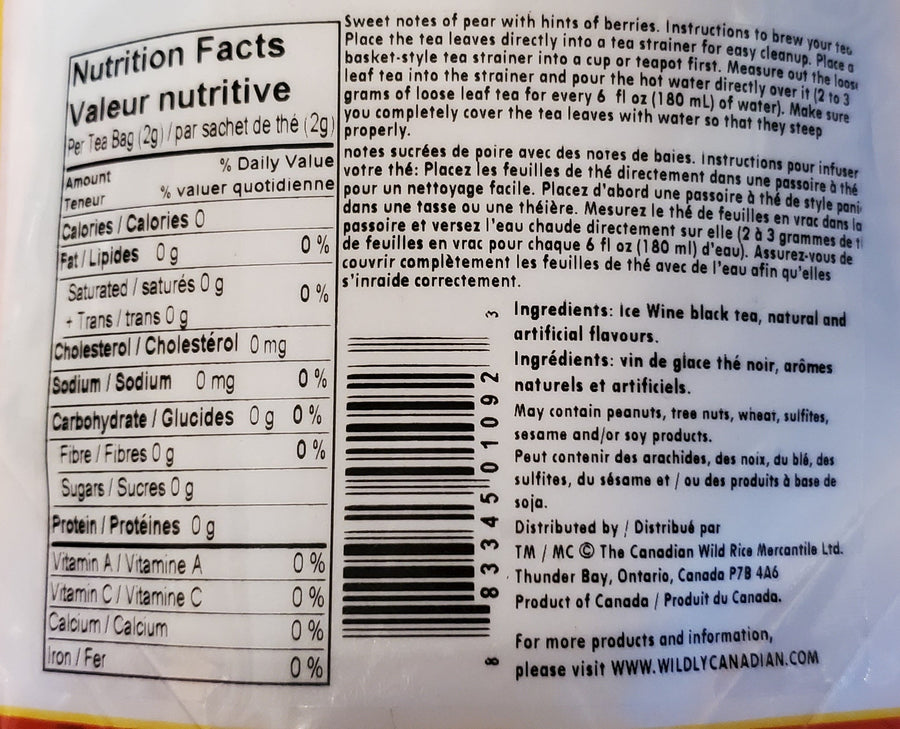 Nutrition Facts
Valeur nutritive
Per Tea Bag (2g) / par sachet de thé (2g)
Amount
Teneur
% Daily Value
% valuer quotidienne
Calories / Calories 0
Fat / Lipides 0 g 0 %
Saturated / saturés 0 g
+ Trans / trans 0 g
0 %
Cholesterol / Cholestérol 0 mg
Sodium / Sodium 0 mg 0 %
Carbohydrate / Glucides 0 g 0 %
Fibre / Fibres 0 g 0 %
Sugars / Sucres 0 g
Protein / Protéines 0 g
Vitamin A / Vitamine A 0 %
Vitamin C / Vitamine C 0 %
Calcium / Calcium 0 %
Iron / Fer 0 %
Sweet notes of pear with hints of berries. Instructions to brew your
Place the tea leaves directly into a tea strainer for easy cleanup. Place a
basket-style tea strainer into a cup or teapot first. Measure out the loose
leaf tea into the strainer and pour the hot water directly over it (2 to 3
grams of loose leaf tea for every 6 fl oz (180 mL) of water). Make sure
you completely cover the tea leaves with water so that they steep
properly.
notes sucrées de poire avec des notes de baies. Instructions pour infuser
votre thé: Placez les feuilles de thé directement dans une passoire à thé
pour un nettoyage facile. Placez d'abord une passoire à thé de style
dans une tasse ou une théière. Mesurez le thé de feuilles en vrac dans la
passoire et versez l'eau chaude directement sur elle (2 à 3 grammes de
de feuilles en vrac pour chaque 6 fl oz (180 ml) d'eau). Assurez-vous de
couvrir complètement les feuilles de thé avec de l'eau afin qu'elles
s'inraide correctement.
8 83345 01092 3
Ingredients: Ice Wine black tea, natural and
artificial flavours.
Ingrédients: vin de glace thé noir, arômes
naturels et artificiels.
May contain peanuts, tree nuts, wheat, sulfites,
sesame and/or soy products.
Peut contenir des arachides, des noix, du blé, des
sulfites, du sésame et / ou des produits à base de
soja.
Distributed by / Distribué par
TM / MC © The Canadian Wild Rice Mercantile Ltd.
Thunder Bay, Ontario, Canada P7B 4A6
Product of Canada / Produit du Canada.
For more products and information,
please visit WWW.WILDLYCANADIAN.COM